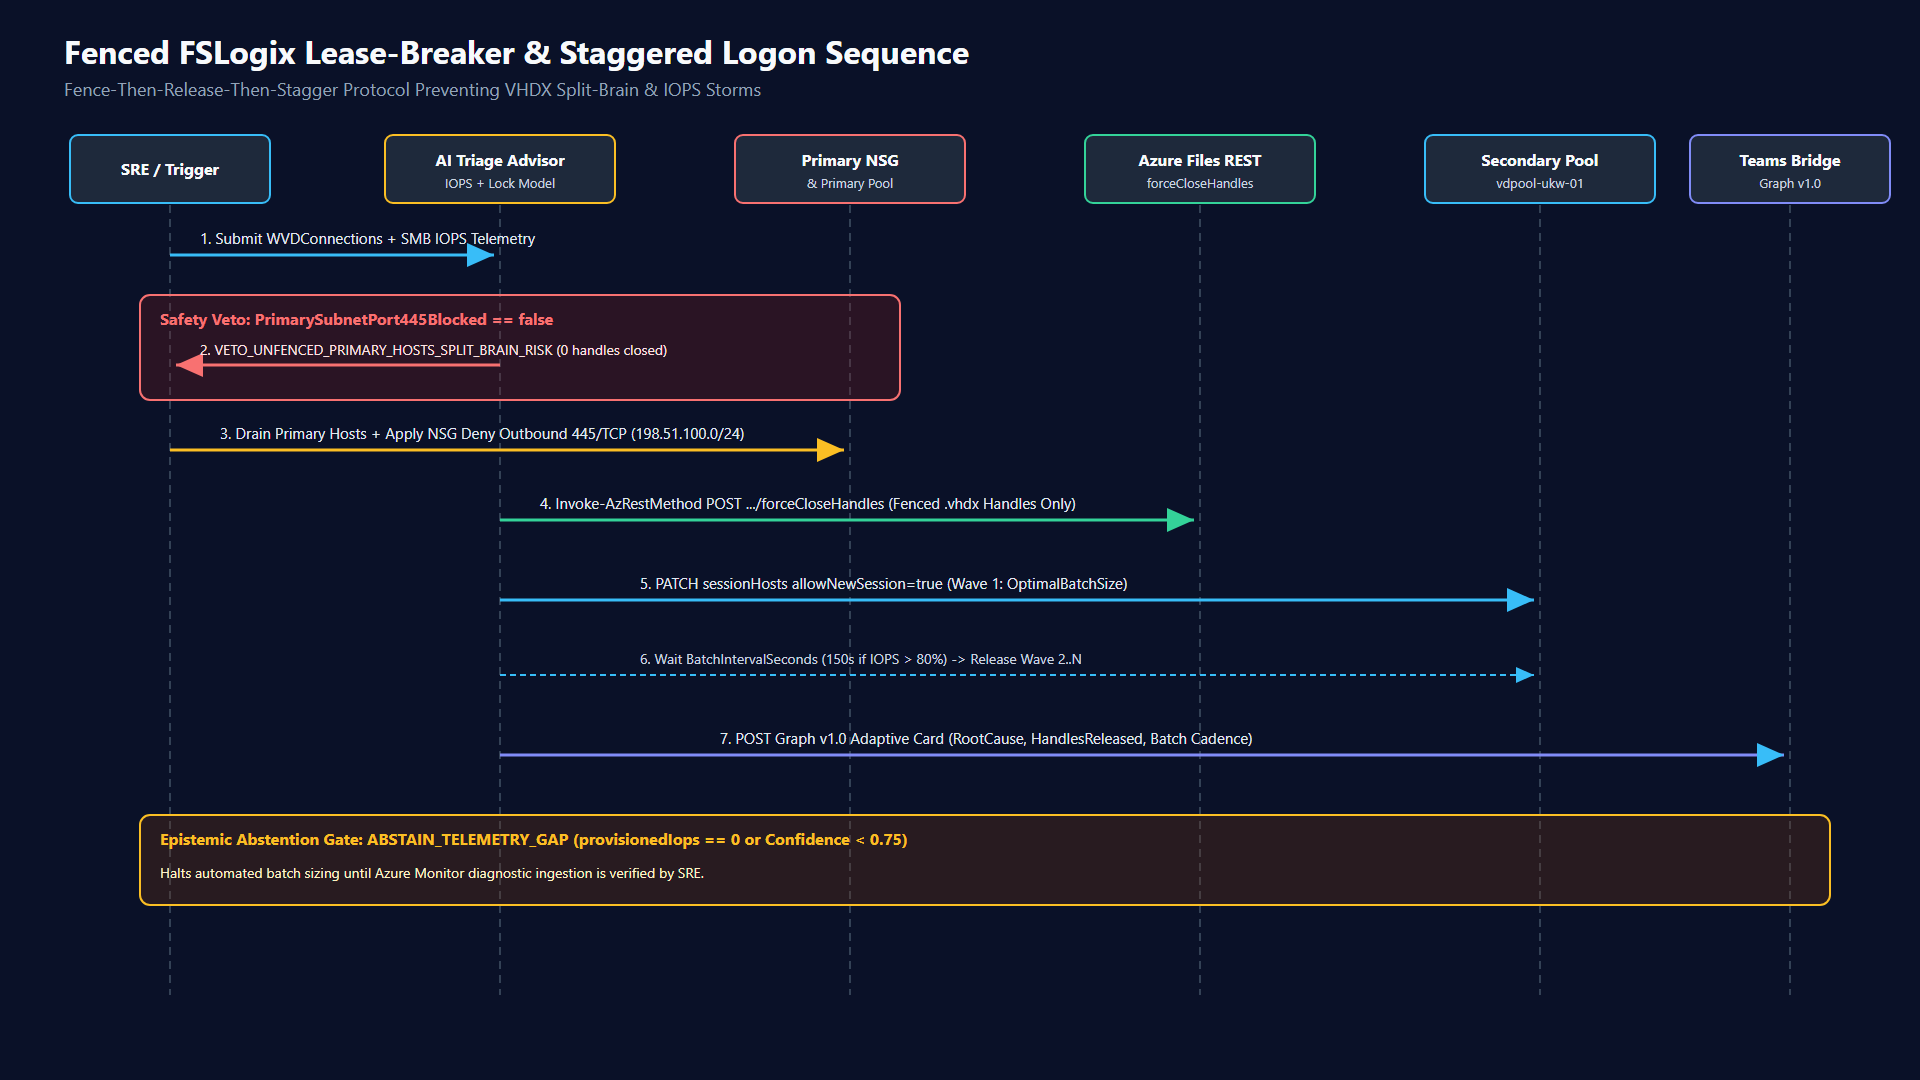 Fenced FSLogix Lease-Breaker & Staggered Logon Sequence
Fence-Then-Release-Then-Stagger Protocol Preventing VHDX Split-Brain & IOPS Storms
SRE / Trigger
AI Triage Advisor
IOPS + Lock Model
Primary NSG
& Primary Pool
Azure Files REST
forceCloseHandles
Secondary Pool
vdpool-ukw-01
Teams Bridge
Graph v1.0
1. Submit WVDConnections + SMB IOPS Telemetry
Safety Veto: PrimarySubnetPort445Blocked == false
2. VETO_UNFENCED_PRIMARY_HOSTS_SPLIT_BRAIN_RISK (0 handles closed)
3. Drain Primary Hosts + Apply NSG Deny Outbound 445/TCP (198.51.100.0/24)
4. Invoke-AzRestMethod POST .../forceCloseHandles (Fenced .vhdx Handles Only)
5. PATCH sessionHosts allowNewSession=true (Wave 1: OptimalBatchSize)
6. Wait BatchIntervalSeconds (150s if IOPS > 80%) -> Release Wave 2..N
7. POST Graph v1.0 Adaptive Card (RootCause, HandlesReleased, Batch Cadence)
Epistemic Abstention Gate: ABSTAIN_TELEMETRY_GAP (provisionedIops == 0 or Confidence < 0.75)
Halts automated batch sizing until Azure Monitor diagnostic ingestion is verified by SRE.